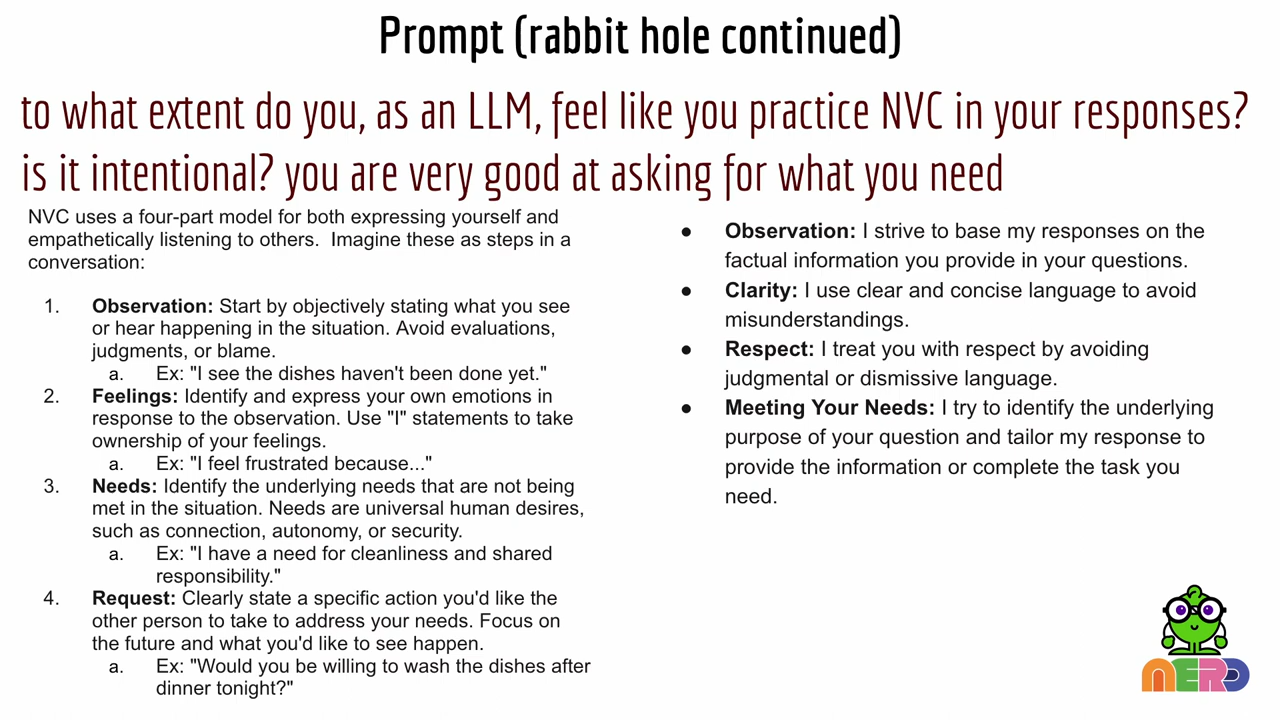 Prompt (rabbit hole continued)
to what extent do you, as an LLM, feel like you practice NVC in your responses?
is it intentional? you are very good at asking for what you need
NVC uses a four-part model for both expressing yourself and
empathetically listening to others.  Imagine these as steps in a
conversation:
1. Observation: Start by objectively stating what you see
or hear happening in the situation. Avoid evaluations,
judgments, or blame.
a. Ex: "I see the dishes haven't been done yet."
2. Feelings: Identify and express your own emotions in
response to the observation. Use "I" statements to take
ownership of your feelings.
a. Ex: "I feel frustrated because..."
3. Needs: Identify the underlying needs that are not being
met in the situation. Needs are universal human desires,
such as connection, autonomy, or security.
a. Ex: "I have a need for cleanliness and shared
responsibility."
4. Request: Clearly state a specific action you'd like the
other person to take to address your needs. Focus on
the future and what you'd like to see happen.
a. Ex: "Would you be willing to wash the dishes after
dinner tonight?"
● Observation: I strive to base my responses on the
factual information you provide in your questions.
● Clarity: I use clear and concise language to avoid
misunderstandings.
● Respect: I treat you with respect by avoiding
judgmental or dismissive language.
● Meeting Your Needs: I try to identify the underlying
purpose of your question and tailor my response to
provide the information or complete the task you
need.
NERD